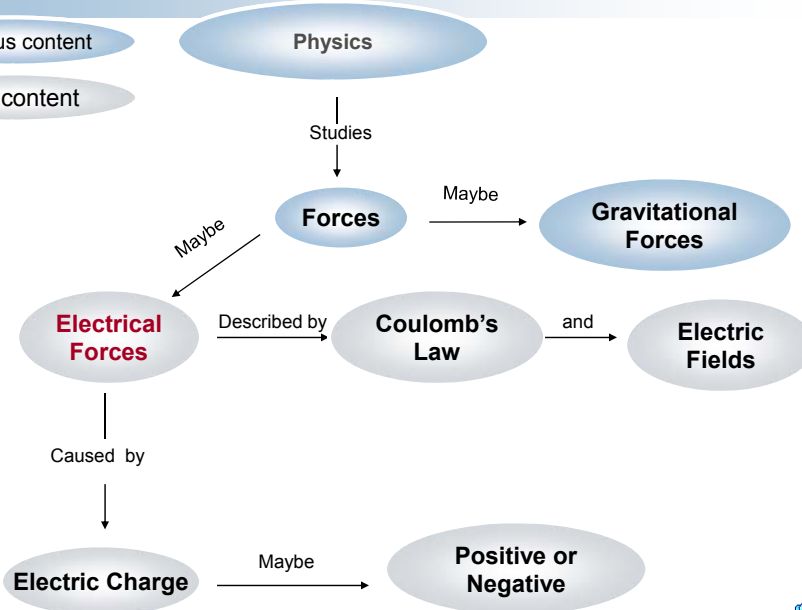 us content
Physics
content
Studies
Forces
Maybe
Gravitational
Forces
Maybe
Electrical
Forces
Described by
Coulomb's
Law
and
Electric
Fields
Caused by
Electric Charge
Maybe
Positive or
Negative